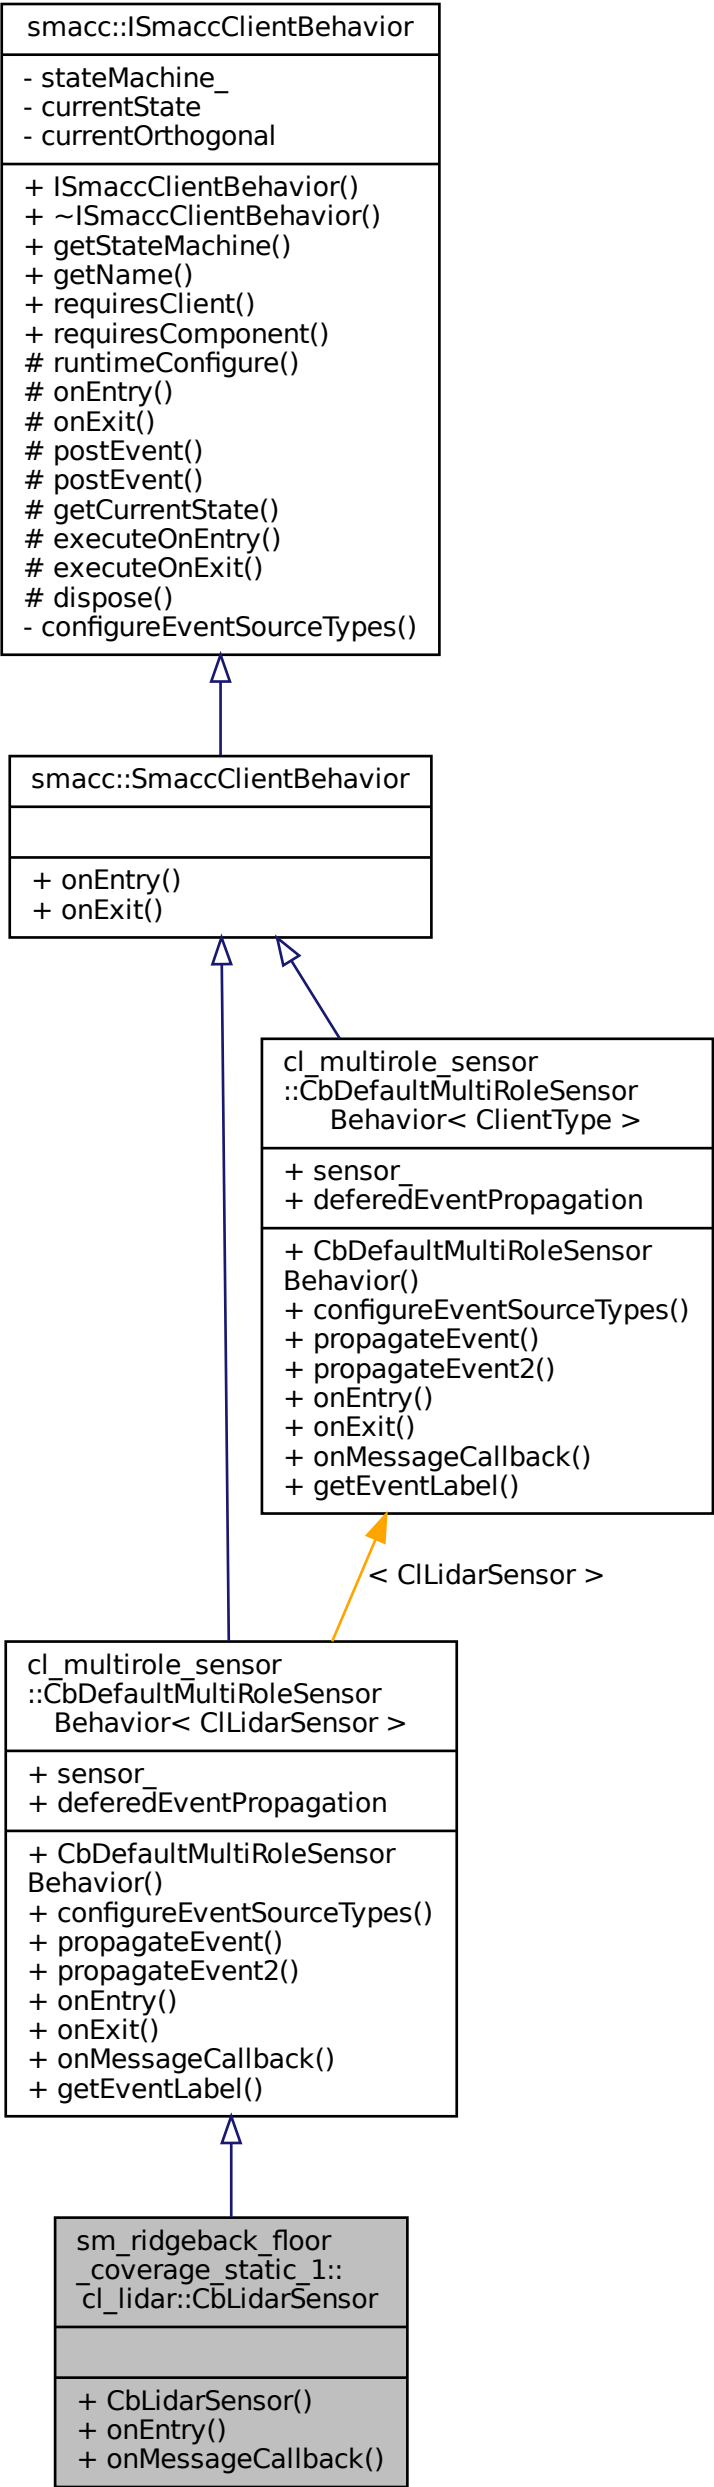 smacc::ISmaccClientBehavior
- stateMachine_
- currentState
- currentOrthogonal
+ ISmaccClientBehavior()
+ ~ISmaccClientBehavior()
+ getStateMachine()
+ getName()
+ requiresClient()
+ requiresComponent()
# runtimeConfigure()
# onEntry()
# onExit()
# postEvent()
# postEvent()
# getCurrentState()
# executeOnEntry()
# executeOnExit()
# dispose()
- configureEventSourceTypes()
smacc::SmaccClientBehavior
+ onEntry()
+ onExit()
cl_multirole_sensor
::CbDefaultMultiRoleSensor
Behavior< ClientType >
+ sensor_
+ deferedEventPropagation
+ CbDefaultMultiRoleSensor
Behavior()
+ configureEventSourceTypes()
+ propagateEvent()
+ propagateEvent2()
+ onEntry()
+ onExit()
+ onMessageCallback()
+ getEventLabel()
< ClLidarSensor >
cl_multirole_sensor
::CbDefaultMultiRoleSensor
Behavior< ClLidarSensor >
+ sensor_
+ deferedEventPropagation
+ CbDefaultMultiRoleSensor
Behavior()
+ configureEventSourceTypes()
+ propagateEvent()
+ propagateEvent2()
+ onEntry()
+ onExit()
+ onMessageCallback()
+ getEventLabel()
sm_ridgeback_floor
_coverage_static_1::
cl_lidar::CbLidarSensor
+ CbLidarSensor()
+ onEntry()
+ onMessageCallback()